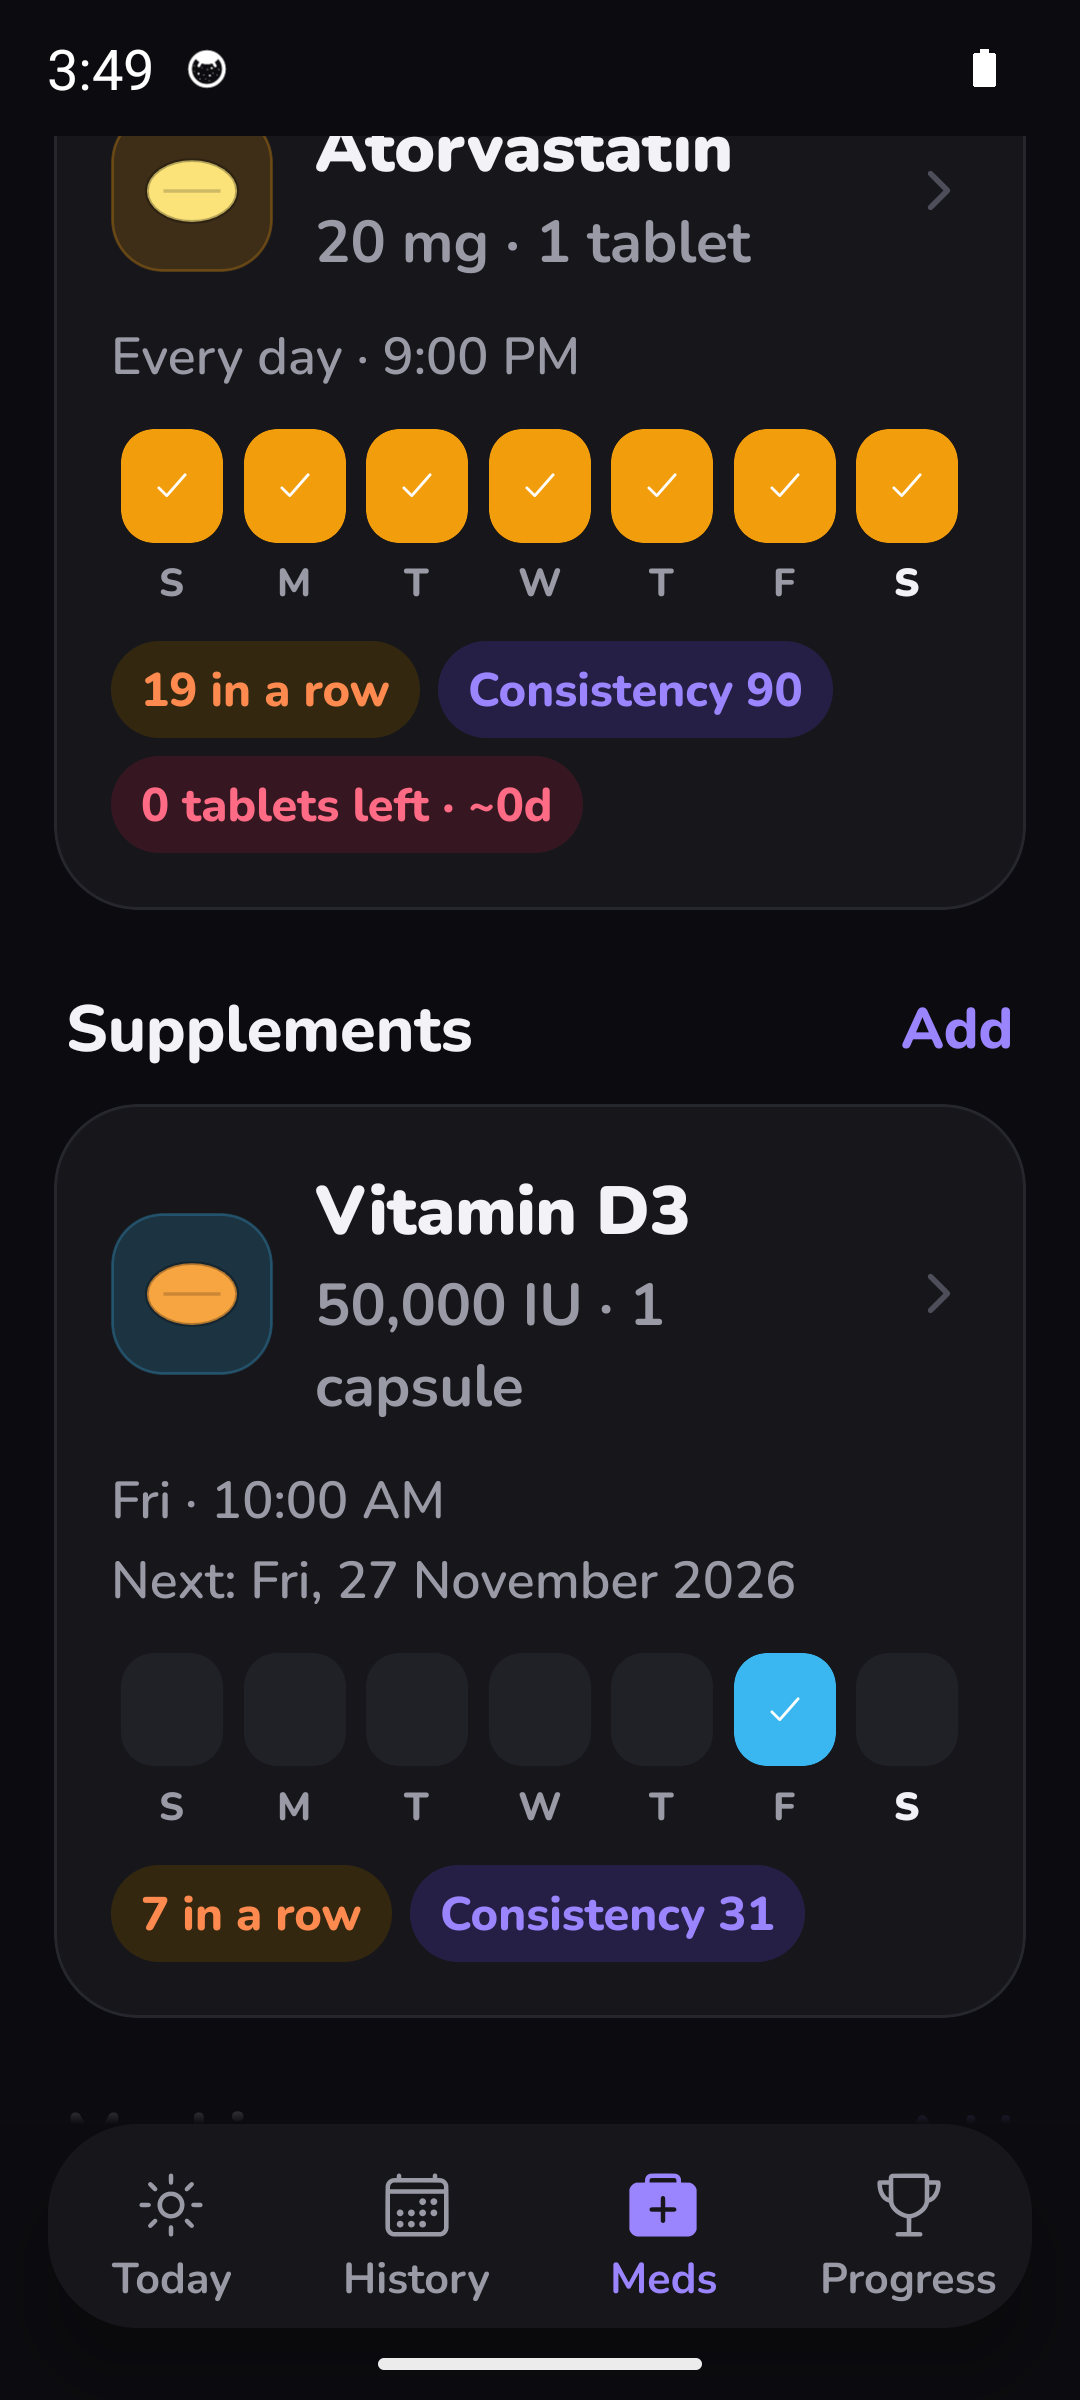 3:49
Atorvastatin
20 mg · 1 tablet
Every day · 9:00 PM
S M T W T F S
19 in a row
Consistency 90
0 tablets left · ~0d
Supplements
Add
Vitamin D3
50,000 IU · 1
capsule
Fri · 10:00 AM
Next: Fri, 27 November 2026
S M T W T F S
7 in a row
Consistency 31
Today
History
Meds
Progress